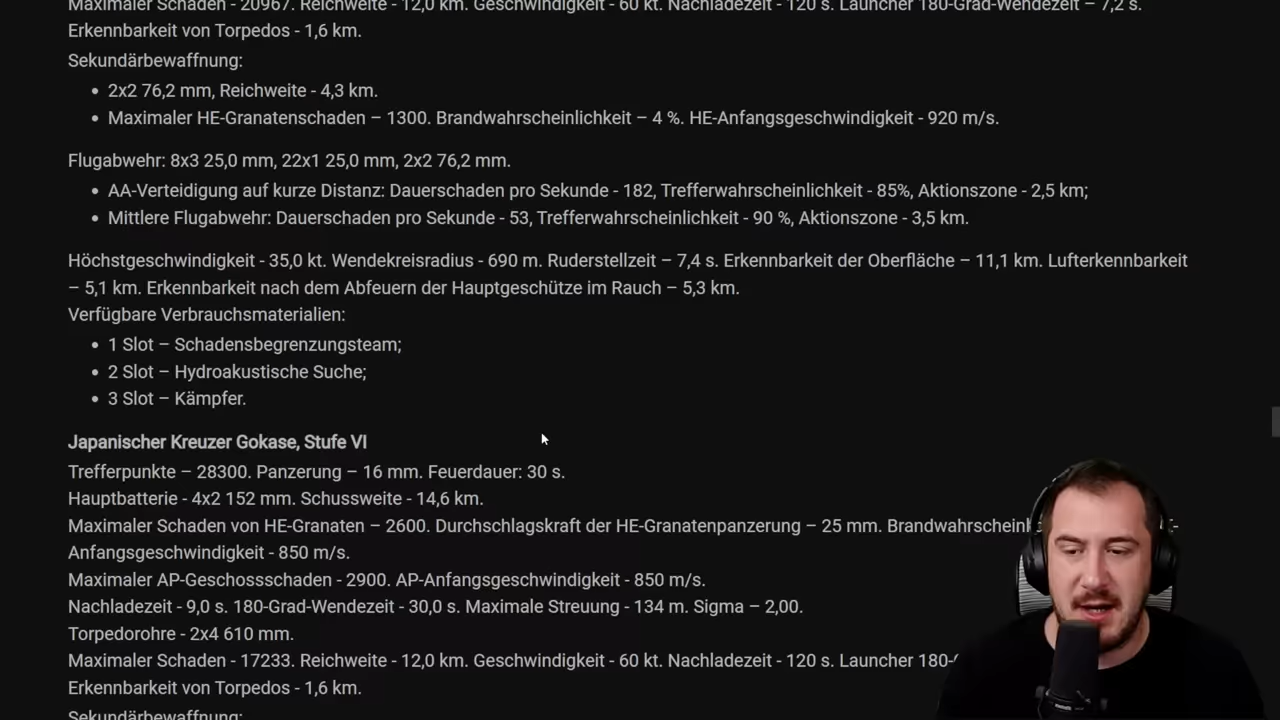 Maximaler Schaden - 20967. Reichweite - 12,0 km. Geschwindigkeit - 60 kt. Nachladezeit - 120 s. Launcher 180-Grad-Wendezeit – 7,2 s.
Erkennbarkeit von Torpedos - 1,6 km.
Sekundärbewaffnung:
• 2x2 76,2 mm, Reichweite - 4,3 km.
• Maximaler HE-Granatenschaden – 1300. Brandwahrscheinlichkeit – 4 %. HE-Anfangsgeschwindigkeit - 920 m/s.
Flugabwehr: 8x3 25,0 mm, 22x1 25,0 mm, 2x2 76,2 mm.
• AA-Verteidigung auf kurze Distanz: Dauerschaden pro Sekunde - 182, Trefferwahrscheinlichkeit - 85%, Aktionszone - 2,5 km;
• Mittlere Flugabwehr: Dauerschaden pro Sekunde - 53, Trefferwahrscheinlichkeit - 90 %, Aktionszone - 3,5 km.
Höchstgeschwindigkeit - 35,0 kt. Wendekreisradius - 690 m. Ruderstellzeit – 7,4 s. Erkennbarkeit der Oberfläche – 11,1 km. Lufterkennbarkeit
– 5,1 km. Erkennbarkeit nach dem Abfeuern der Hauptgeschütze im Rauch – 5,3 km.
Verfügbare Verbrauchsmaterialien:
• 1 Slot – Schadensbegrenzungsteam;
• 2 Slot – Hydroakustische Suche;
• 3 Slot – Kämpfer.
Japanischer Kreuzer Gokase, Stufe VI
Trefferpunkte – 28300. Panzerung – 16 mm. Feuerdauer: 30 s.
Hauptbatterie - 4x2 152 mm. Schussweite - 14,6 km.
Maximaler Schaden von HE-Granaten – 2600. Durchschlagskraft der HE-Granatenpanzerung – 25 mm.
Anfangsgeschwindigkeit - 850 m/s.
Maximaler AP-Geschossschaden - 2900. AP-Anfangsgeschwindigkeit - 850 m/s.
Nachladezeit - 9,0 s. 180-Grad-Wendezeit - 30,0 s. Maximale Streuung - 134 m. Sigma – 2,00.
Torpedorohre - 2x4 610 mm.
Maximaler Schaden - 17233. Reichweite - 12,0 km. Geschwindigkeit - 60 kt. Nachladezeit - 120 s. Launcher
Erkennbarkeit von Torpedos - 1,6 km.
Sekundärbewaffnung: